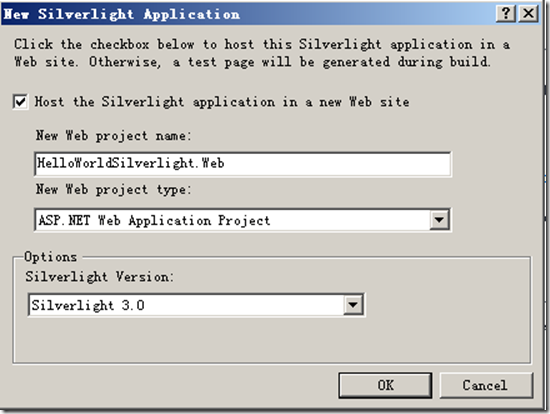 New Silverlight Application
Click the checkbox below to host this Silverlight application in a
Web site. Otherwise, a test page will be generated during build.
Host the Silverlight application in a new Web site
New Web project name:
HelloWorldSilverlight.Web
New Web project type:
ASP.NET Web Application Project
Options
Silverlight Version:
Silverlight 3.0
OK
Cancel